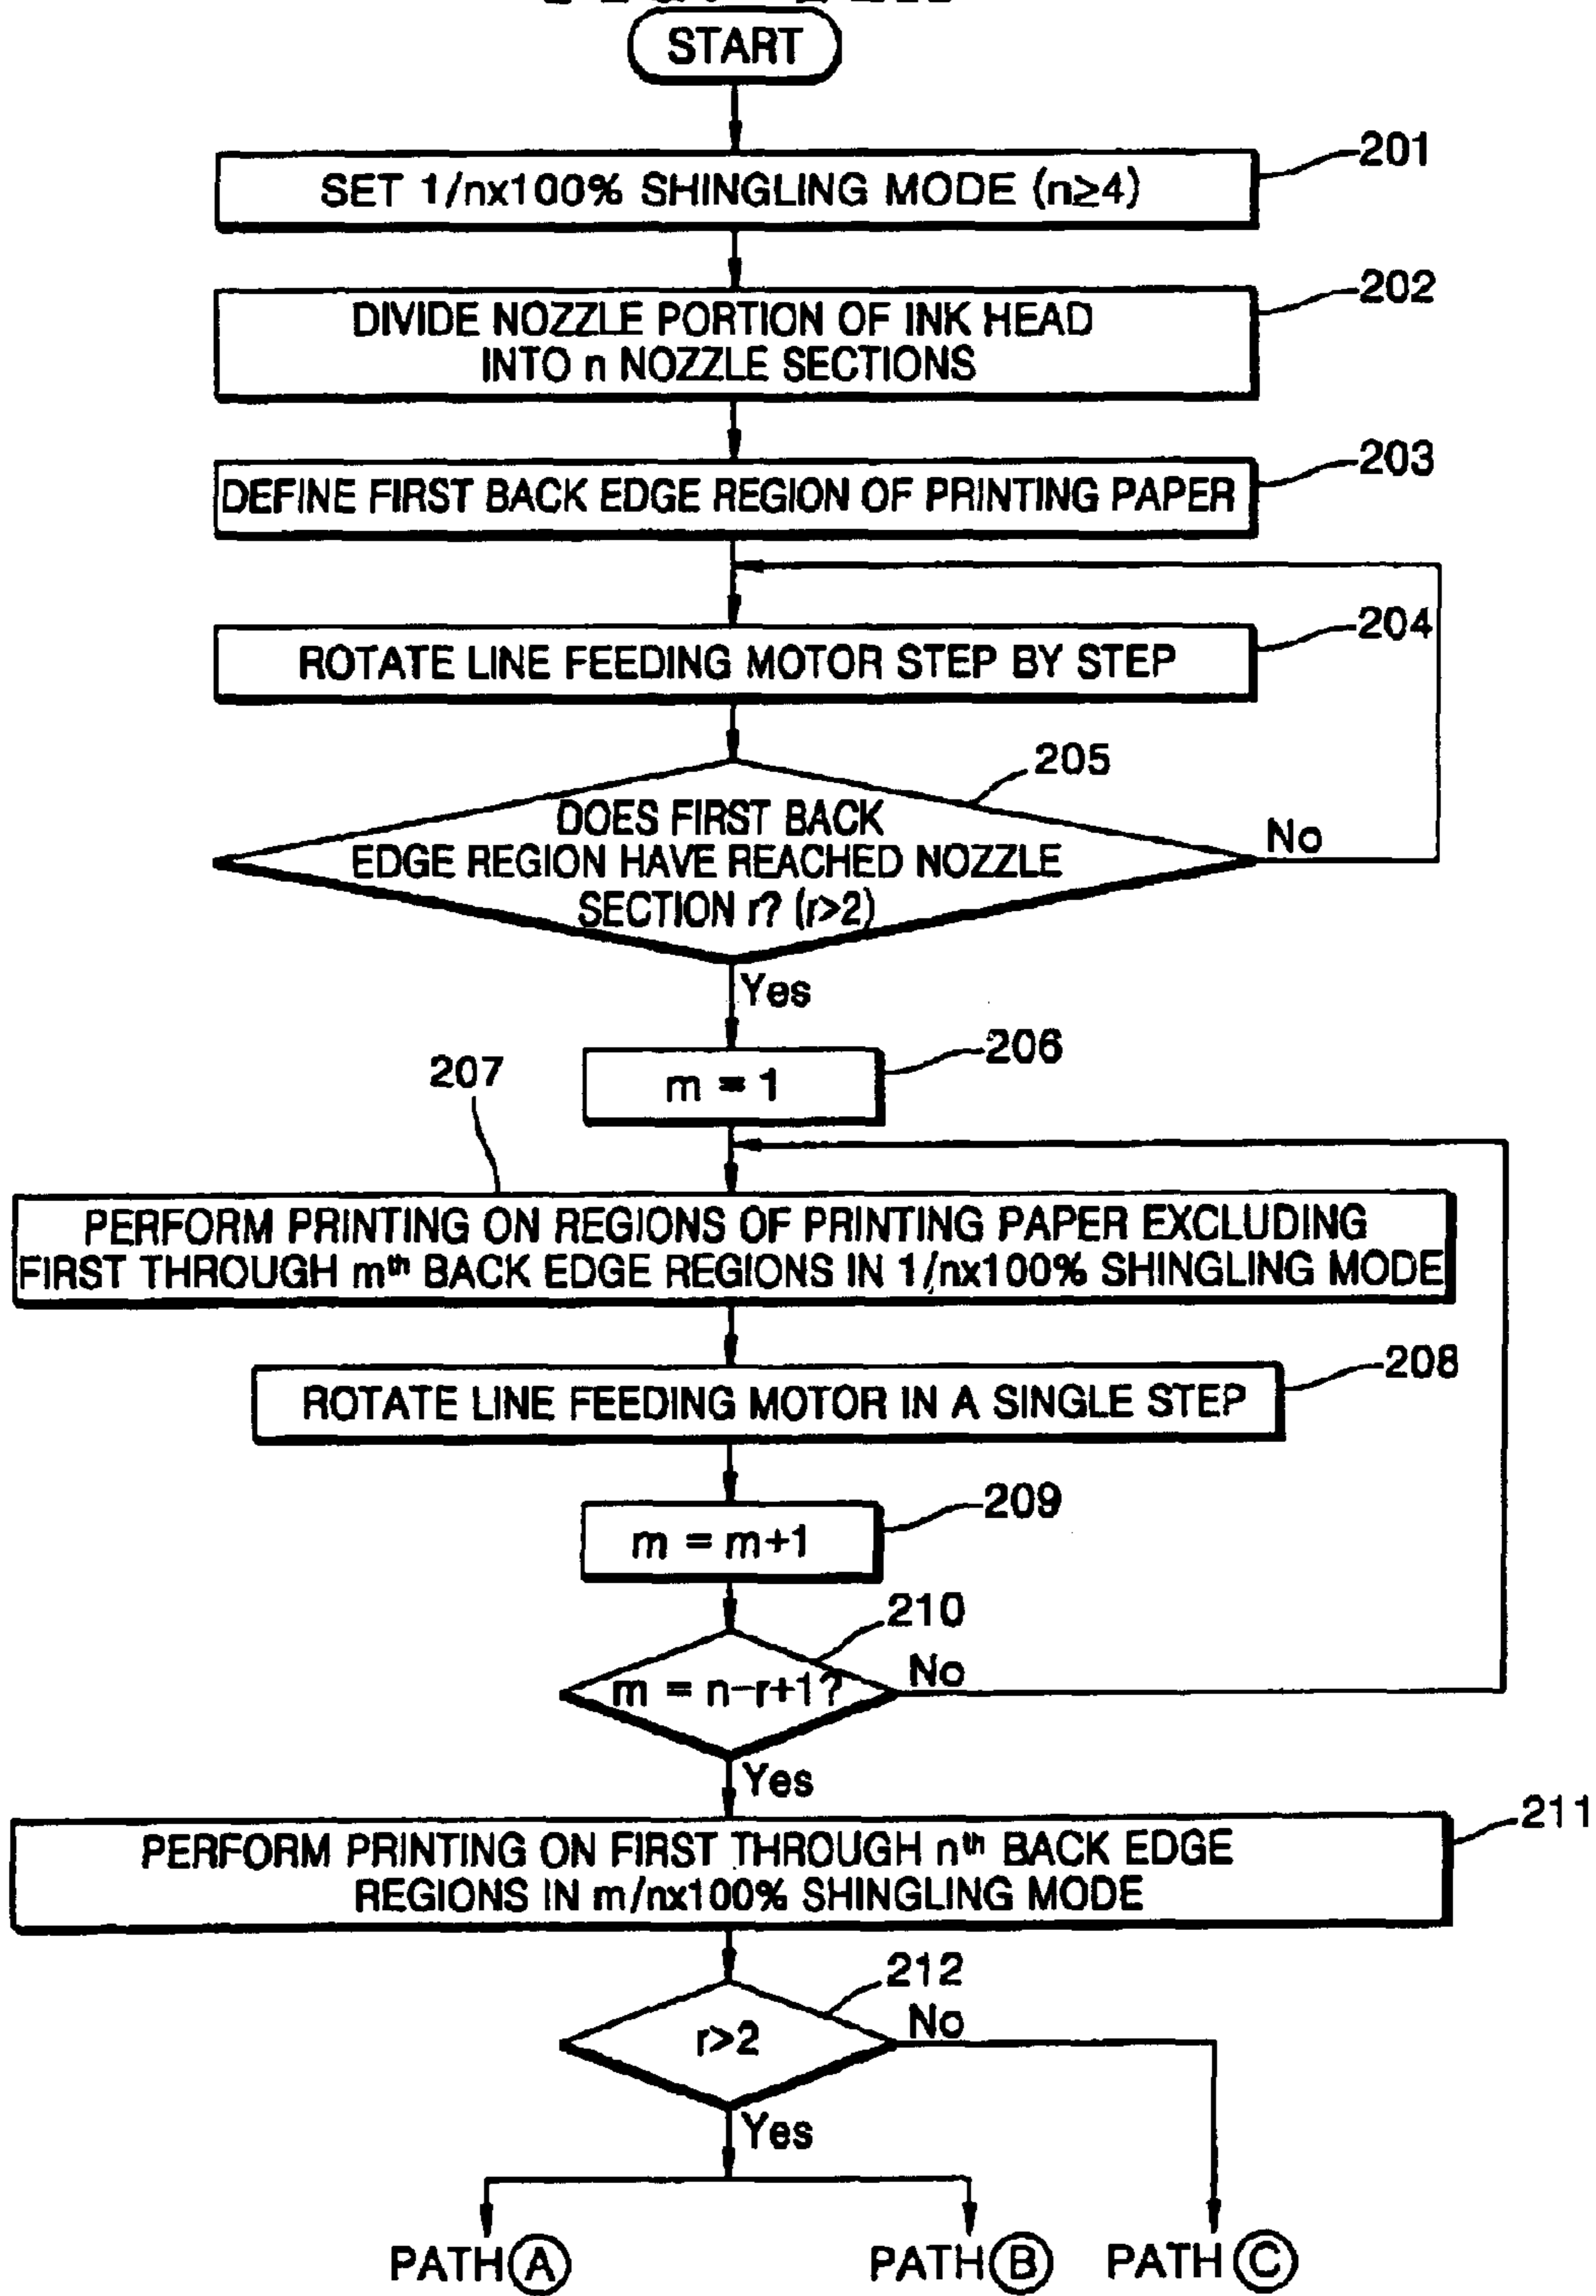 START
201
SET 1/nx100% SHINGLING MODE (n≥4)
202
DIVIDE NOZZLE PORTION OF INK HEAD
INTO n NOZZLE SECTIONS
203
DEFINE FIRST BACK EDGE REGION OF PRINTING PAPER
204
ROTATE LINE FEEDING MOTOR STEP BY STEP
205
DOES FIRST BACK
EDGE REGION HAVE REACHED NOZZLE
SECTION r? (r>2)
No
Yes
206
m = 1
207
PERFORM PRINTING ON REGIONS OF PRINTING PAPER EXCLUDING
FIRST THROUGH mth BACK EDGE REGIONS IN 1/nx100% SHINGLING MODE
208
ROTATE LINE FEEDING MOTOR IN A SINGLE STEP
209
m = m+1
210
m = n-r+1?
No
Yes
211
PERFORM PRINTING ON FIRST THROUGH nth BACK EDGE
REGIONS IN m/nx100% SHINGLING MODE
212
r>2
No
Yes
PATH A
PATH B
PATH C